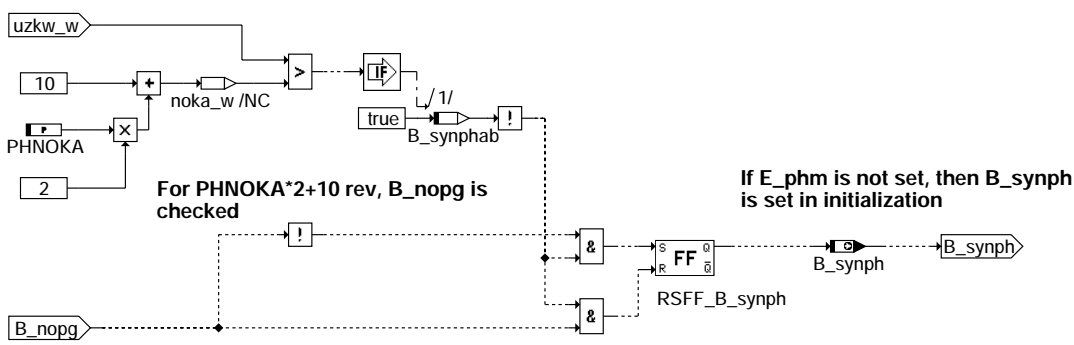 uzkw_w
10
+
noka_w /NC
>
IF
/1/
true
B_synphab
!
P
PHNOKA
×
2
For PHNOKA*2+10 rev, B_nopg is
checked
If E_phm is not set, then B_synph
is set in initialization
!
&
S Q
FF
R Q̅
RSFF_B_synph
B_synph
B_synph
&
B_nopg